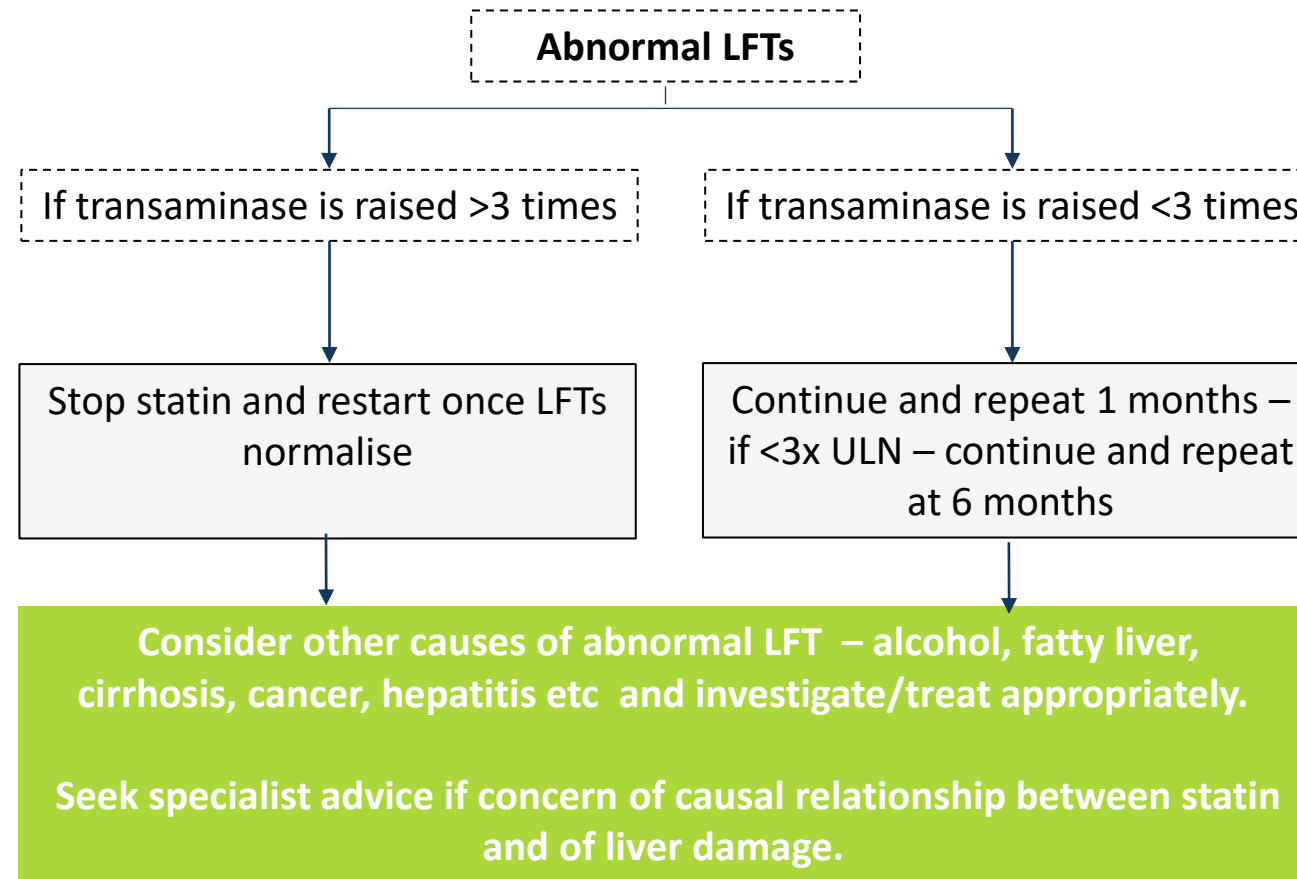 Abnormal LFTs
If transaminase is raised >3 times
If transaminase is raised <3 times
Stop statin and restart once LFTs
normalise
Continue and repeat 1 months –
if <3x ULN – continue and repeat
at 6 months
Consider other causes of abnormal LFT  – alcohol, fatty liver,
cirrhosis, cancer, hepatitis etc  and investigate/treat appropriately.
Seek specialist advice if concern of causal relationship between statin
and of liver damage.